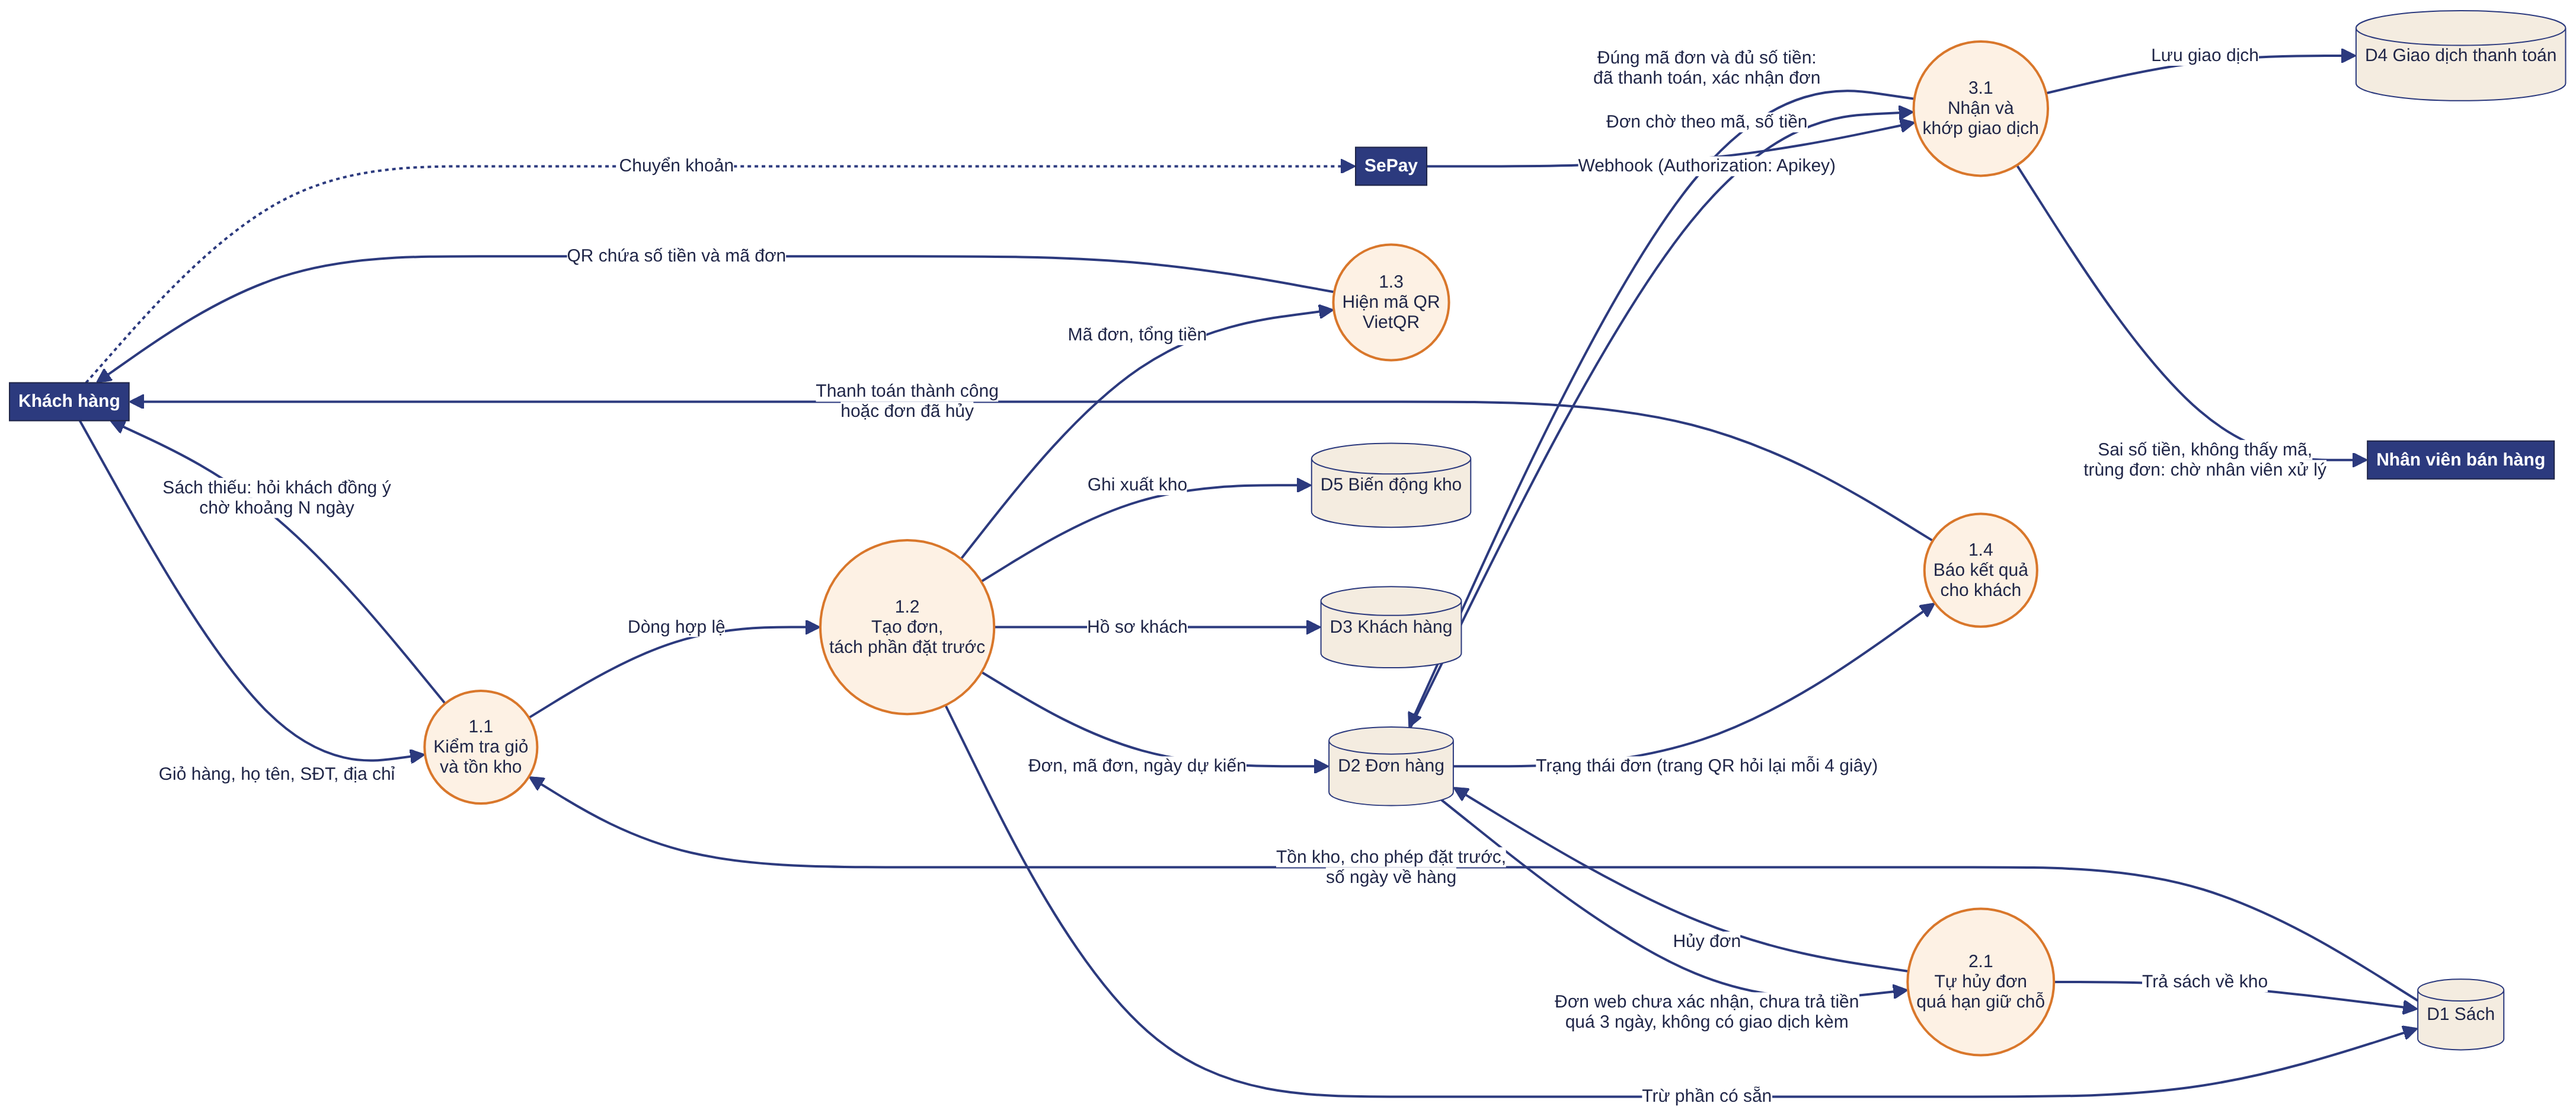 Đúng mã đơn và đủ số tiền:
đã thanh toán, xác nhận đơn
3.1
Nhận và
khớp giao dịch
Lưu giao dịch
D4 Giao dịch thanh toán
Đơn chờ theo mã, số tiền
Chuyển khoản
SePay
Webhook (Authorization: Apikey)
QR chứa số tiền và mã đơn
1.3
Hiện mã QR
VietQR
Mã đơn, tổng tiền
Khách hàng
Thanh toán thành công
hoặc đơn đã hủy
Sai số tiền, không thấy mã,
trùng đơn: chờ nhân viên xử lý
Nhân viên bán hàng
Sách thiếu: hỏi khách đồng ý
chờ khoảng N ngày
Ghi xuất kho
D5 Biến động kho
1.4
Báo kết quả
cho khách
1.2
Tạo đơn,
tách phần đặt trước
Dòng hợp lệ
Hồ sơ khách
D3 Khách hàng
1.1
Kiểm tra giỏ
và tồn kho
Giỏ hàng, họ tên, SĐT, địa chỉ
Đơn, mã đơn, ngày dự kiến
D2 Đơn hàng
Trạng thái đơn (trang QR hỏi lại mỗi 4 giây)
Tồn kho, cho phép đặt trước,
số ngày về hàng
Hủy đơn
2.1
Tự hủy đơn
quá hạn giữ chỗ
Trả sách về kho
Đơn web chưa xác nhận, chưa trả tiền
quá 3 ngày, không có giao dịch kèm
D1 Sách
Trừ phần có sẵn